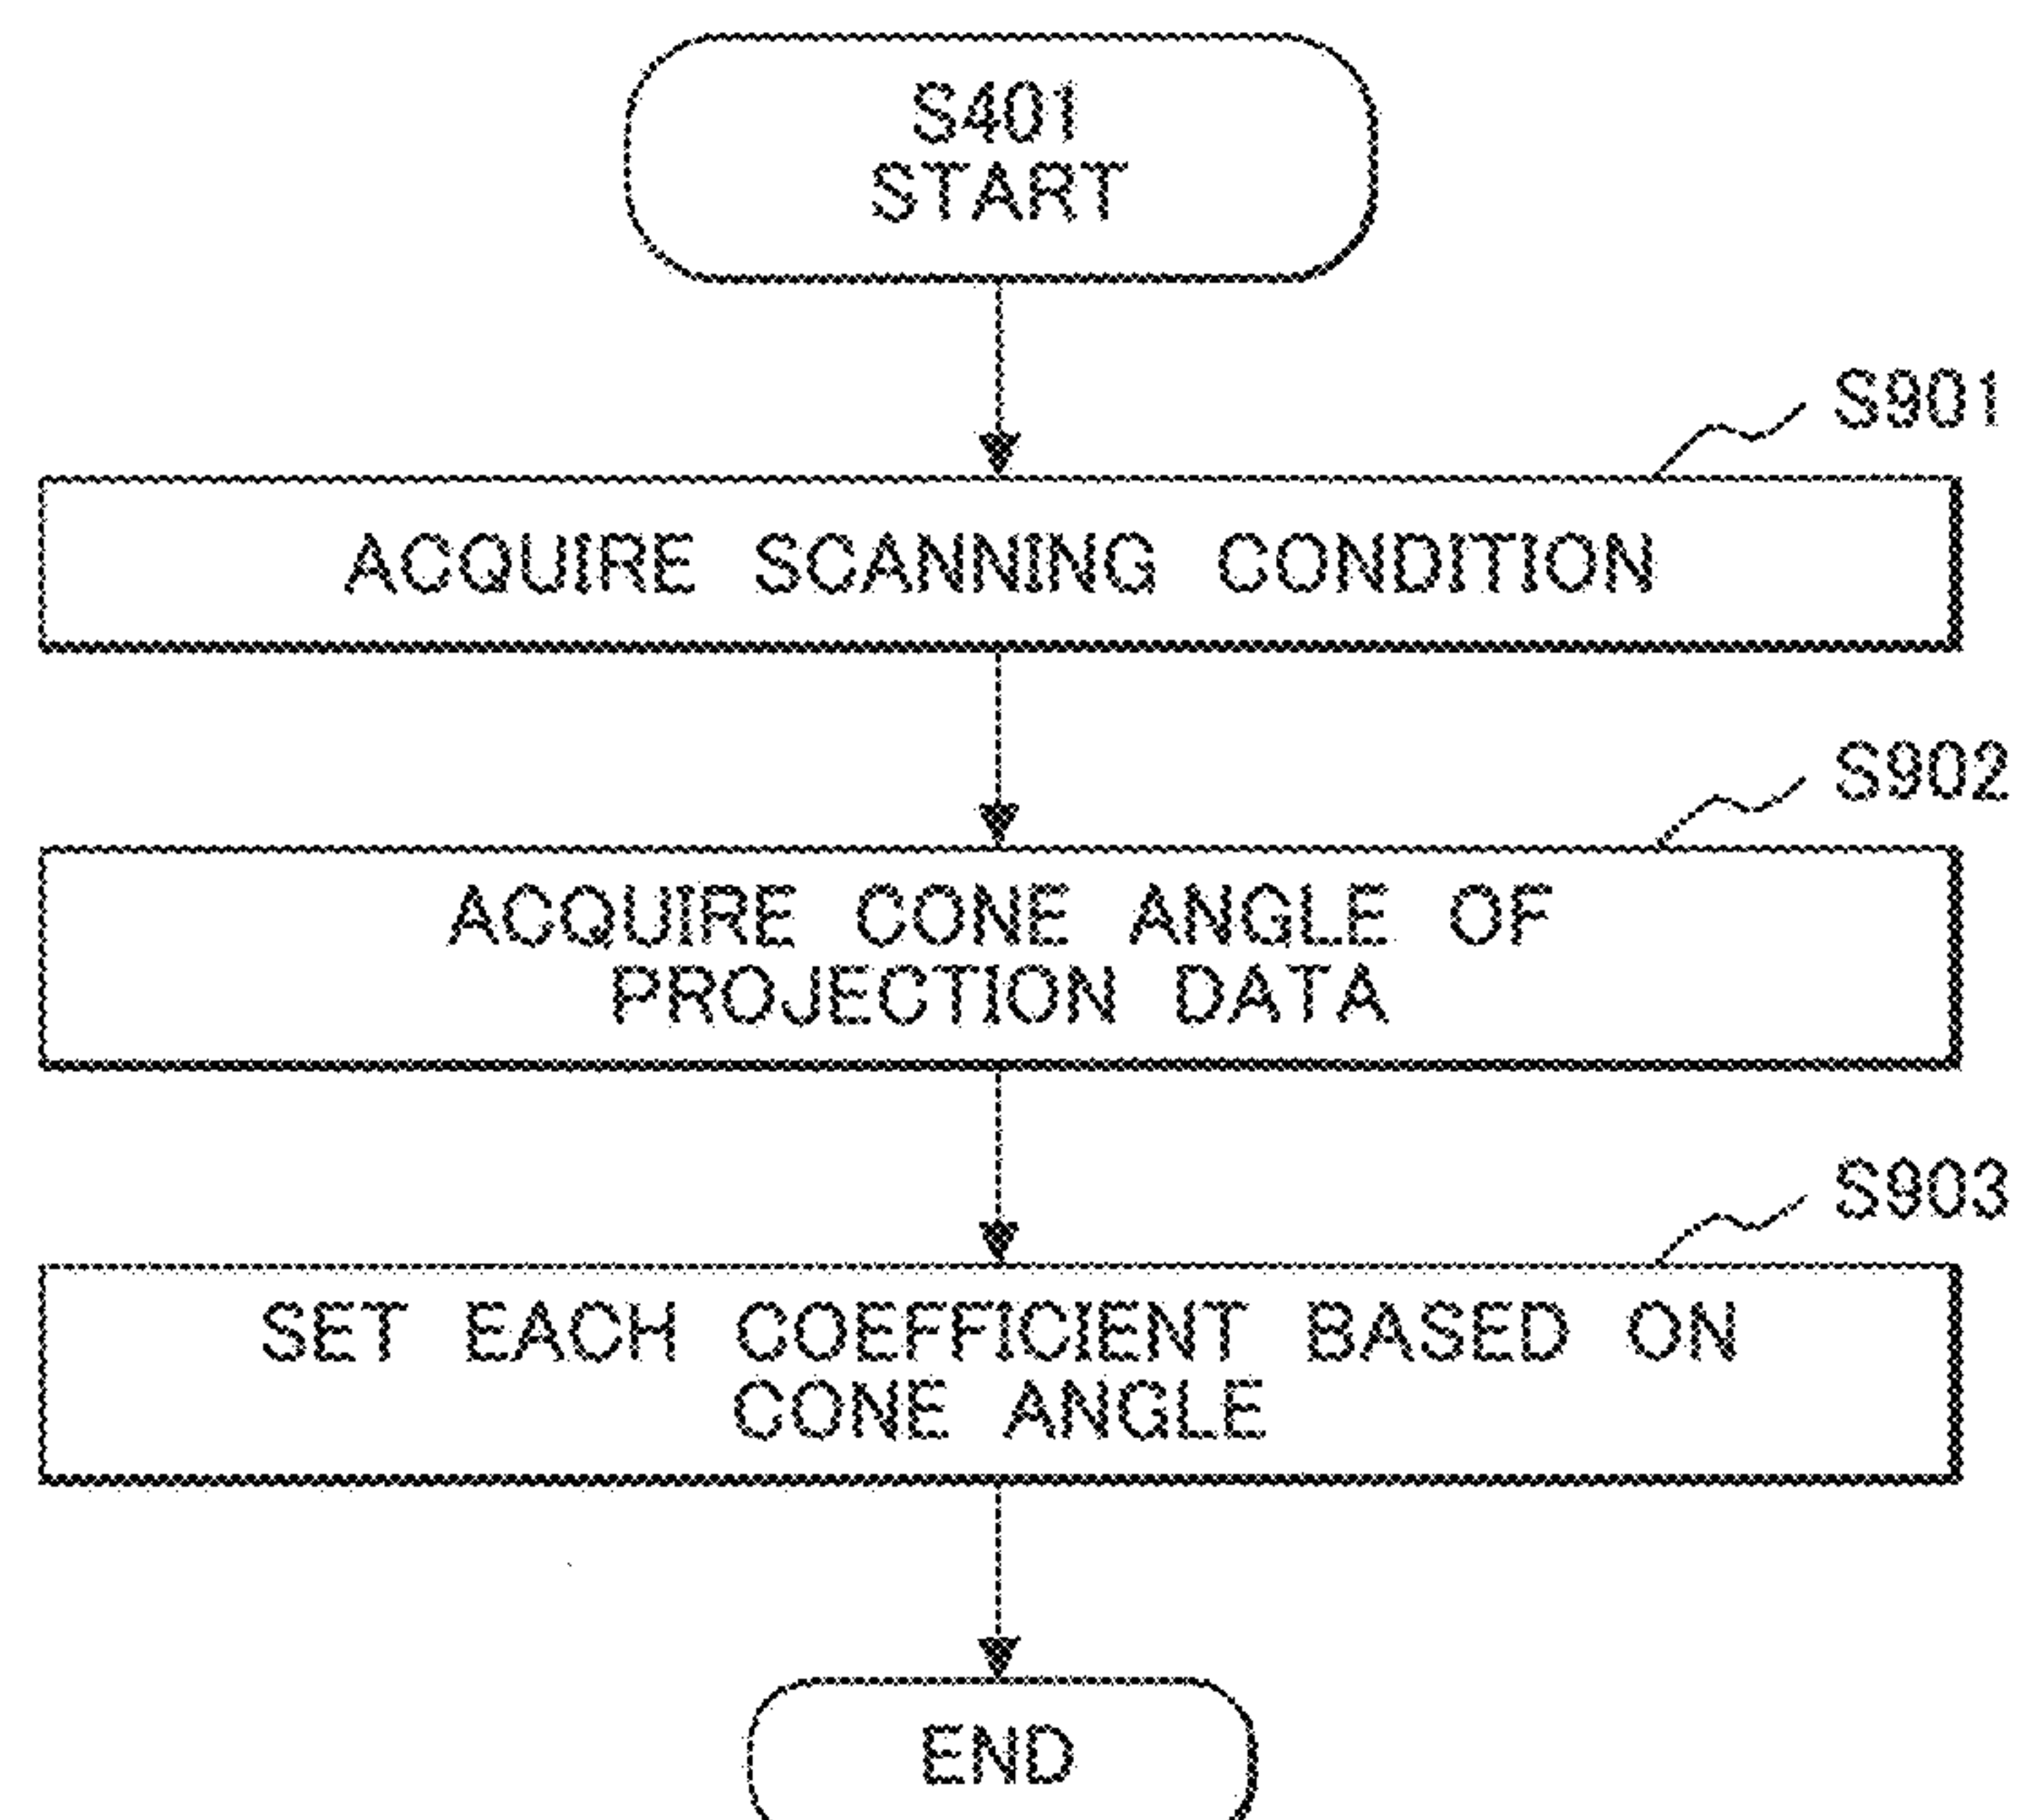 S401
START
S901
ACQUIRE SCANNING CONDITION
S902
ACQUIRE CONE ANGLE OF
PROJECTION DATA
S903
SET EACH COEFFICIENT BASED ON
CONE ANGLE
END